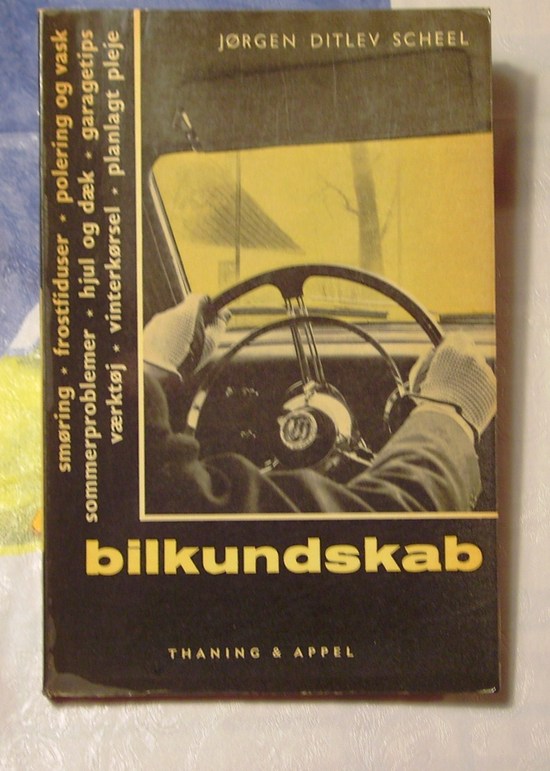 JØRGEN DITLEV SCHEEL
smøring · frostfiduser · polering og vask
sommerproblemer · hjul og dæk · garagetips
værktøj · vinterkørsel · planlagt pleje
bilkundskab
THANING & APPEL